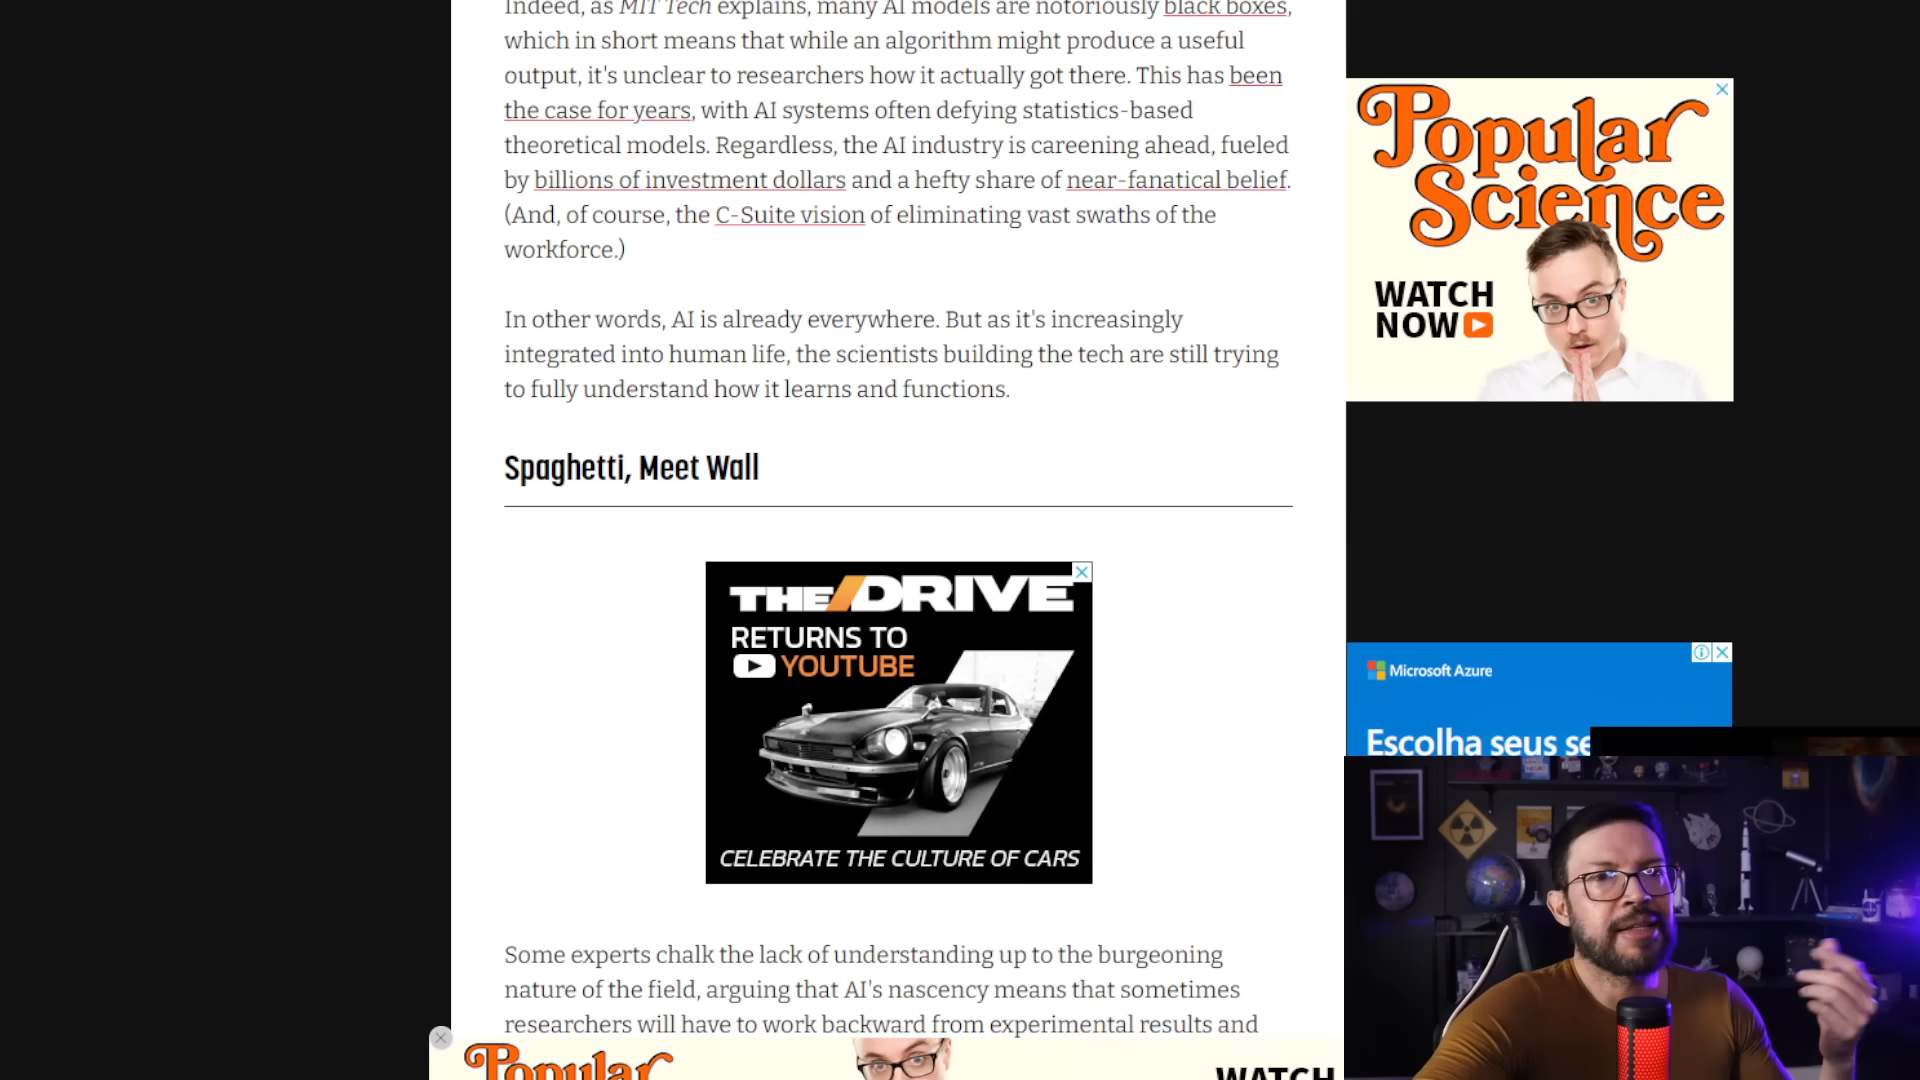 Indeed, as MIT Tech explains, many AI models are notoriously black boxes,
which in short means that while an algorithm might produce a useful
output, it's unclear to researchers how it actually got there. This has been
the case for years, with AI systems often defying statistics-based
theoretical models. Regardless, the AI industry is careening ahead, fueled
by billions of investment dollars and a hefty share of near-fanatical belief.
(And, of course, the C-Suite vision of eliminating vast swaths of the
workforce.)
In other words, AI is already everywhere. But as it's increasingly
integrated into human life, the scientists building the tech are still trying
to fully understand how it learns and functions.
Spaghetti, Meet Wall
THE/DRIVE
RETURNS TO
YOUTUBE
CELEBRATE THE CULTURE OF CARS
Some experts chalk the lack of understanding up to the burgeoning
nature of the field, arguing that AI's nascency means that sometimes
researchers will have to work backward from experimental results and
Popular
WATCH
Popular
Science
WATCH
NOW
Microsoft Azure
Escolha seus se